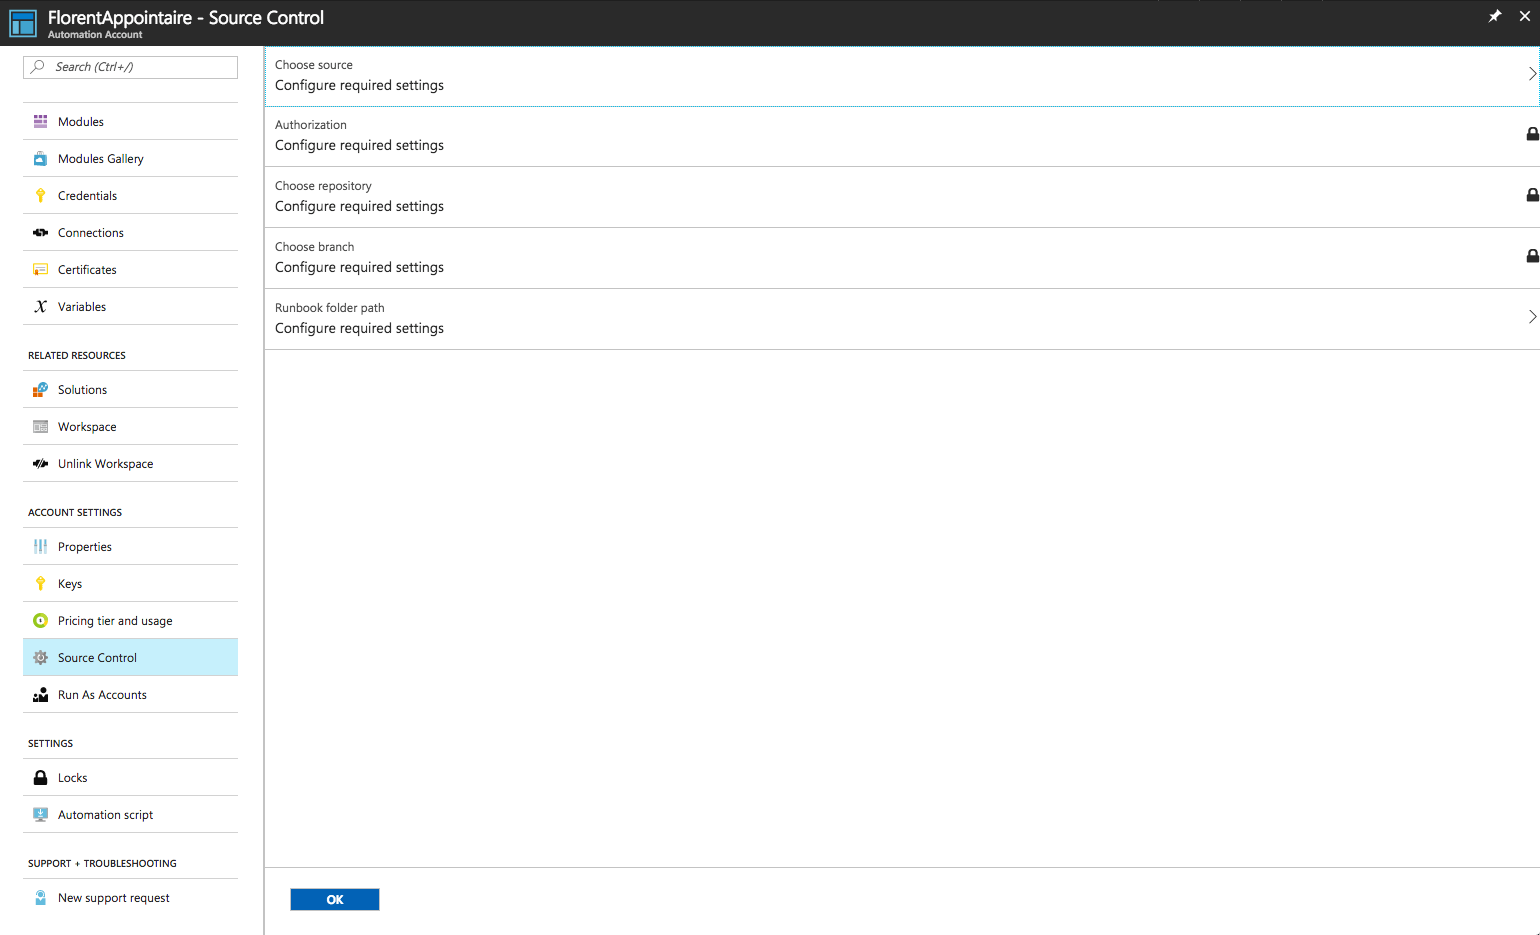 FlorentAppointaire - Source Control
Automation Account
Search (Ctrl+/)
Modules
Modules Gallery
Credentials
Connections
Certificates
Variables
RELATED RESOURCES
Solutions
Workspace
Unlink Workspace
ACCOUNT SETTINGS
Properties
Keys
Pricing tier and usage
Source Control
Run As Accounts
SETTINGS
Locks
Automation script
SUPPORT + TROUBLESHOOTING
New support request
Choose source
Configure required settings
Authorization
Configure required settings
Choose repository
Configure required settings
Choose branch
Configure required settings
Runbook folder path
Configure required settings
OK